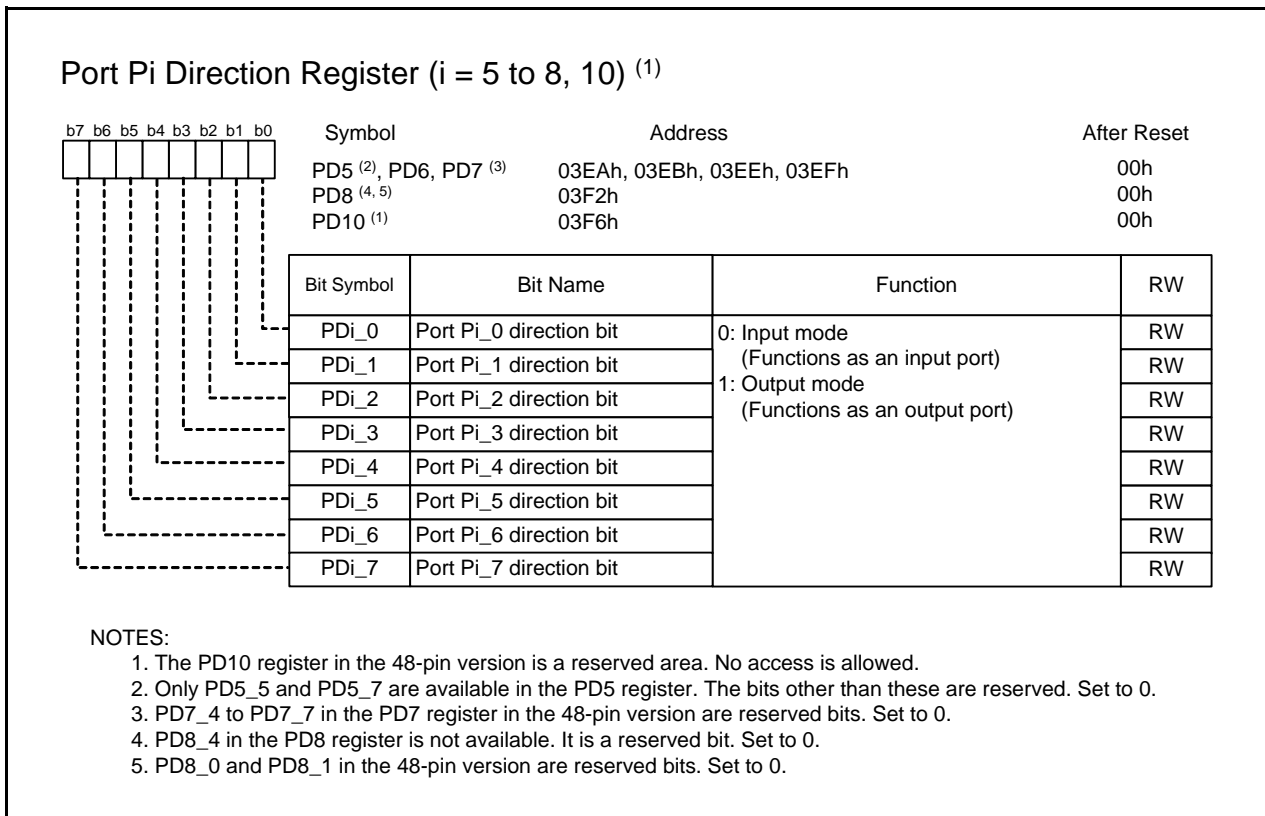 Port Pi Direction Register (i = 5 to 8, 10) (1)
b7 b6 b5 b4 b3 b2 b1 b0 Symbol Address After Reset
PD5 (2), PD6, PD7 (3) 03EAh, 03EBh, 03EEh, 03EFh 00h
PD8 (4, 5) 03F2h 00h
PD10 (1) 03F6h 00h
Bit Symbol Bit Name Function RW
PDi_0 Port Pi_0 direction bit 0: Input mode RW
PDi_1 Port Pi_1 direction bit (Functions as an input port) RW
PDi_2 Port Pi_2 direction bit 1: Output mode RW
PDi_3 Port Pi_3 direction bit (Functions as an output port) RW
PDi_4 Port Pi_4 direction bit RW
PDi_5 Port Pi_5 direction bit RW
PDi_6 Port Pi_6 direction bit RW
PDi_7 Port Pi_7 direction bit RW
NOTES:
1. The PD10 register in the 48-pin version is a reserved area. No access is allowed.
2. Only PD5_5 and PD5_7 are available in the PD5 register. The bits other than these are reserved. Set to 0.
3. PD7_4 to PD7_7 in the PD7 register in the 48-pin version are reserved bits. Set to 0.
4. PD8_4 in the PD8 register is not available. It is a reserved bit. Set to 0.
5. PD8_0 and PD8_1 in the 48-pin version are reserved bits. Set to 0.